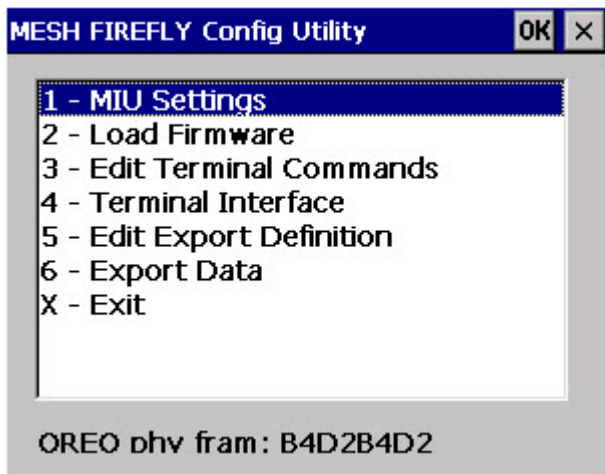 MESH FIREFLY Config Utility OK ×
1 - MIU Settings
2 - Load Firmware
3 - Edit Terminal Commands
4 - Terminal Interface
5 - Edit Export Definition
6 - Export Data
X - Exit
OREO phy fram: B4D2B4D2